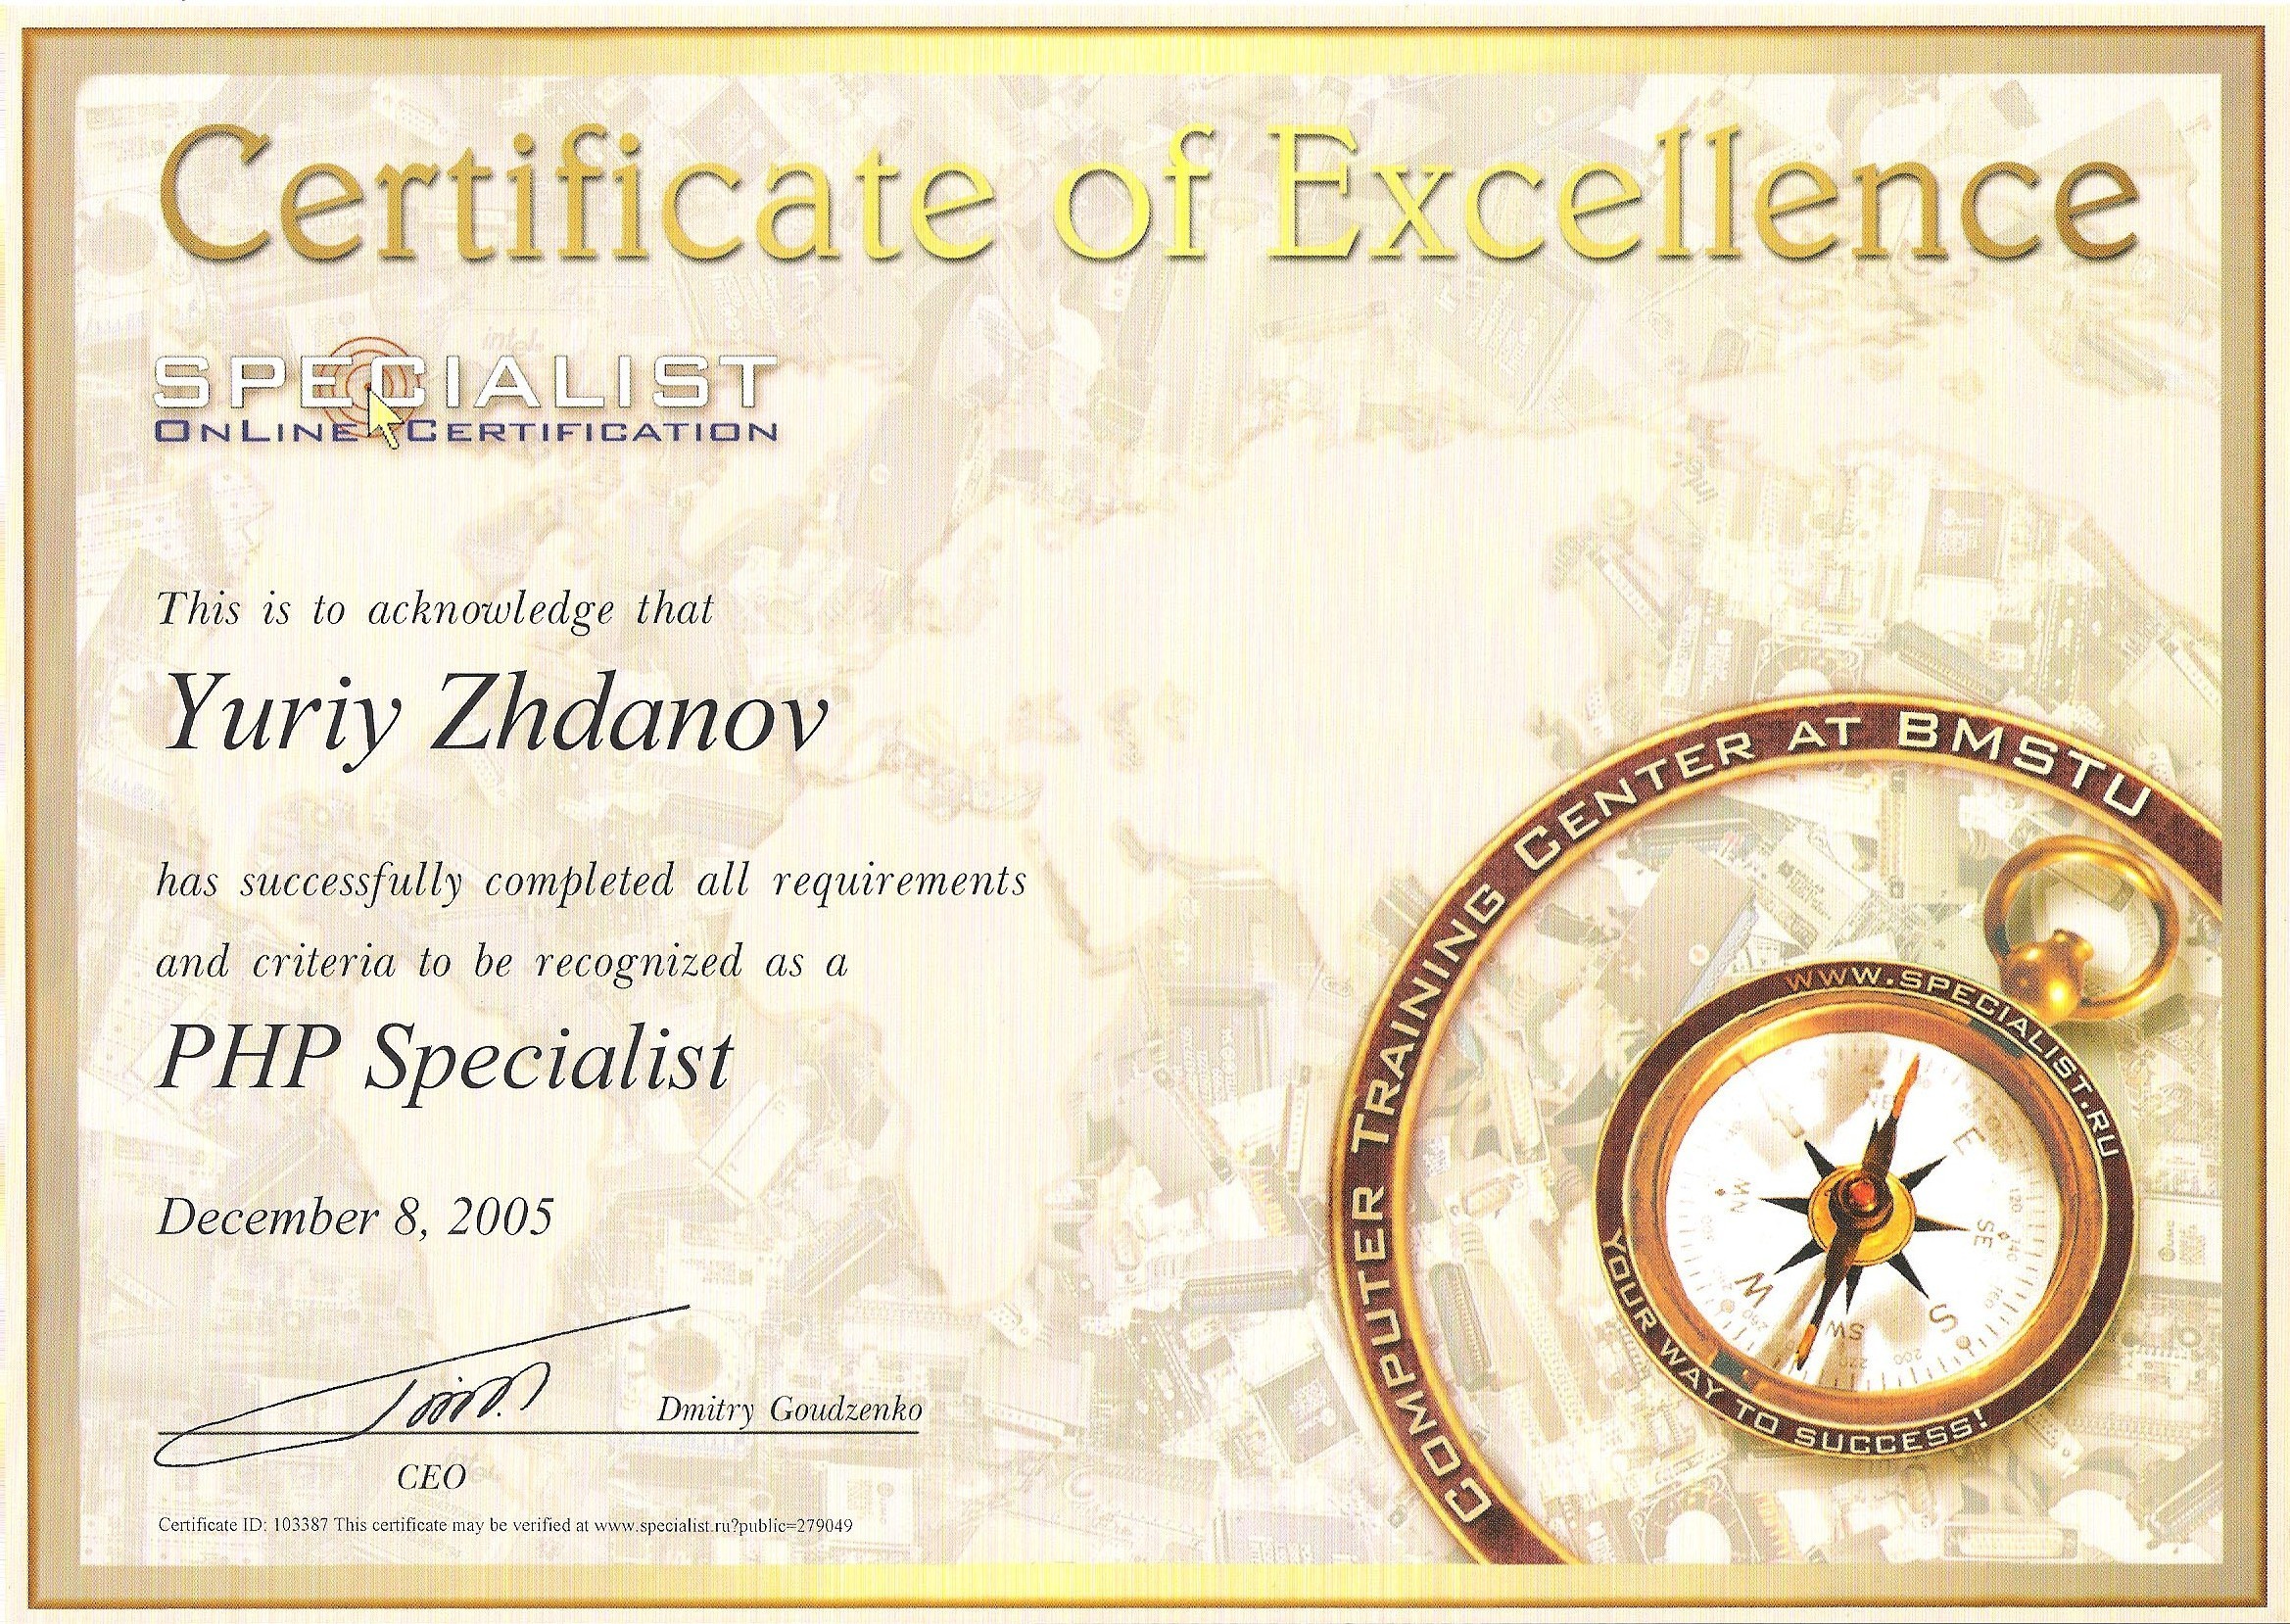 Certificate of Excellence
SPECIALIST
ONLINE CERTIFICATION
This is to acknowledge that
Yuriy Zhdanov
has successfully completed all requirements
and criteria to be recognized as a
PHP Specialist
December 8, 2005
Dmitry Goudzenko
CEO
Certificate ID: 103387 This certificate may be verified at www.specialist.ru?public=279049
COMPUTER TRAINING CENTER AT BMSTU
WWW.SPECIALIST.RU
YOUR WAY TO SUCCESS!
NE
E
SE
S
SW
W